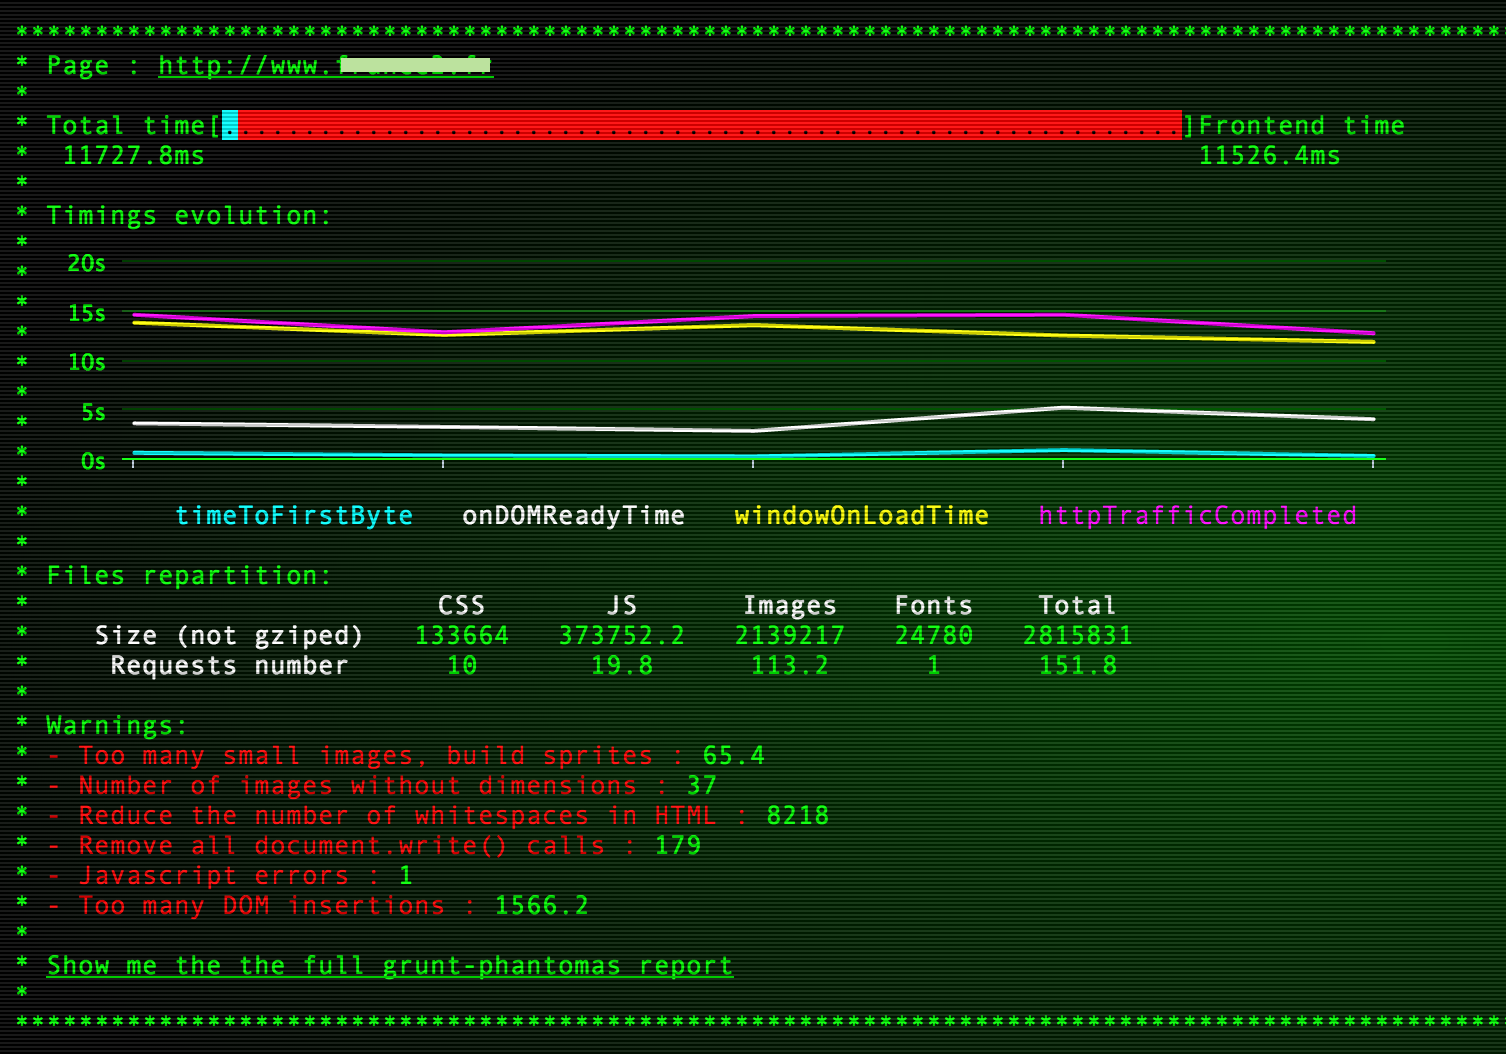 ****************************************************************************************************
* Page : http://www.
*
* Total time[............................................................]Frontend time
* 11727.8ms 11526.4ms
*
* Timings evolution:
*
* 20s
*
* 15s
*
* 10s
*
* 5s
*
* 0s
*
* timeToFirstByte onDOMReadyTime windowOnLoadTime httpTrafficCompleted
*
* Files repartition:
* CSS JS Images Fonts Total
* Size (not gziped) 133664 373752.2 2139217 24780 2815831
* Requests number 10 19.8 113.2 1 151.8
*
* Warnings:
* - Too many small images, build sprites : 65.4
* - Number of images without dimensions : 37
* - Reduce the number of whitespaces in HTML : 8218
* - Remove all document.write() calls : 179
* - Javascript errors : 1
* - Too many DOM insertions : 1566.2
*
* Show me the the full grunt-phantomas report
*
****************************************************************************************************